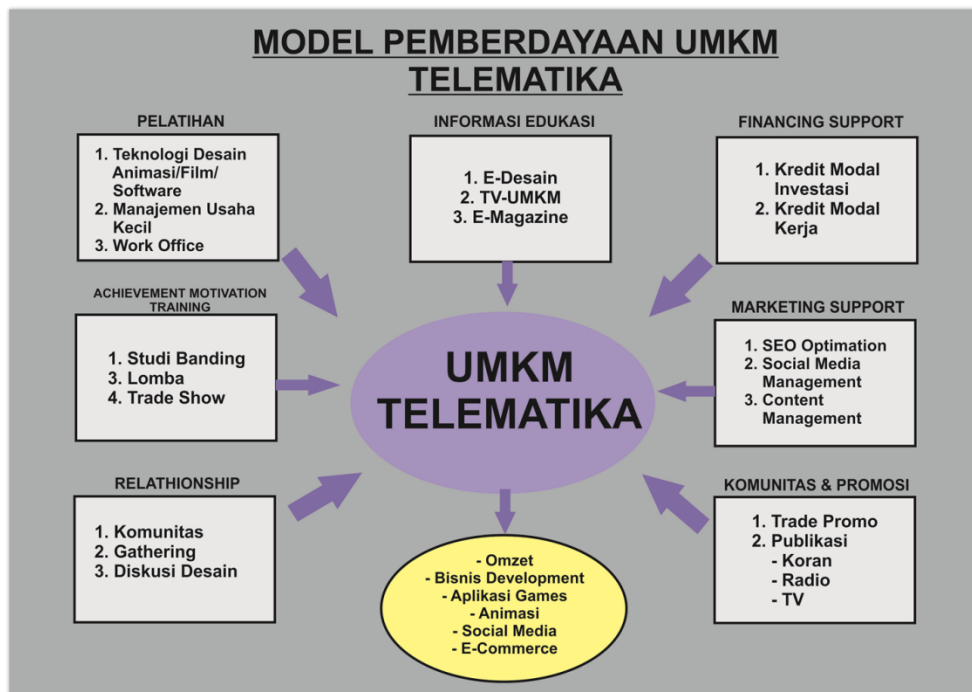 MODEL PEMBERDAYAAN UMKM
TELEMATIKA
PELATIHAN
1. Teknologi Desain
Animasi/Film/
Software
2. Manajemen Usaha
Kecil
3. Work Office
INFORMASI EDUKASI
1. E-Desain
2. TV-UMKM
3. E-Magazine
FINANCING SUPPORT
1. Kredit Modal
Investasi
2. Kredit Modal
Kerja
ACHIEVEMENT MOTIVATION
TRAINING
1. Studi Banding
3. Lomba
4. Trade Show
UMKM
TELEMATIKA
MARKETING SUPPORT
1. SEO Optimation
2. Social Media
Management
3. Content
Management
RELATHIONSHIP
1. Komunitas
2. Gathering
3. Diskusi Desain
- Omzet
- Bisnis Development
- Aplikasi Games
- Animasi
- Social Media
- E-Commerce
KOMUNITAS & PROMOSI
1. Trade Promo
2. Publikasi
- Koran
- Radio
- TV